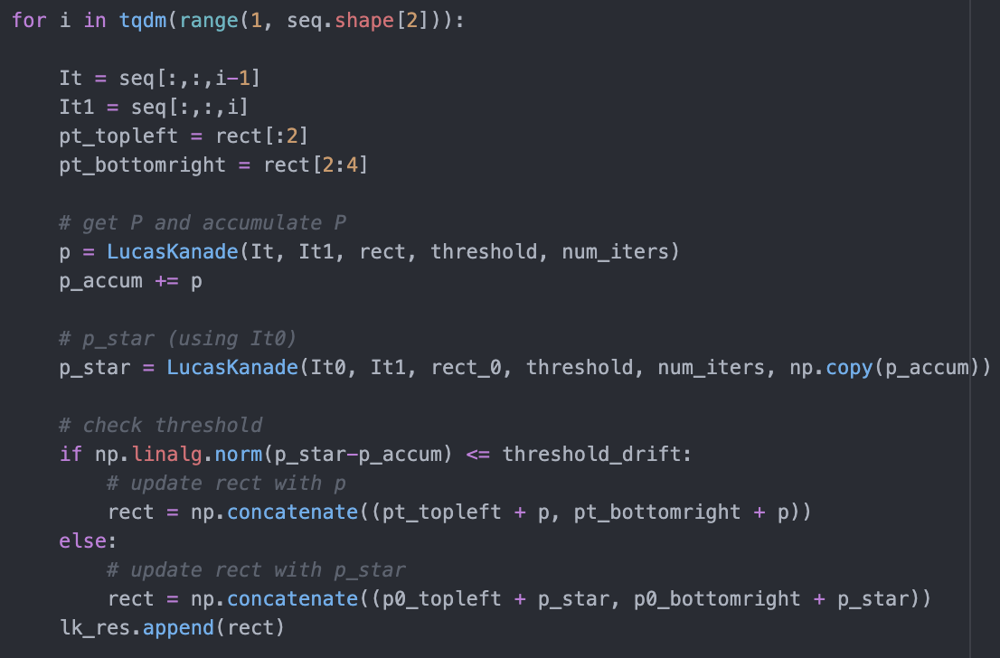 for i in tqdm(range(1, seq.shape[2])):
It = seq[:,:,i-1]
It1 = seq[:,:,i]
pt_topleft = rect[:2]
pt_bottomright = rect[2:4]
# get P and accumulate P
p = LucasKanade(It, It1, rect, threshold, num_iters)
p_accum += p
# p_star (using It0)
p_star = LucasKanade(It0, It1, rect_0, threshold, num_iters, np.copy(p_accum))
# check threshold
if np.linalg.norm(p_star-p_accum) <= threshold_drift:
# update rect with p
rect = np.concatenate((pt_topleft + p, pt_bottomright + p))
else:
# update rect with p_star
rect = np.concatenate((p0_topleft + p_star, p0_bottomright + p_star))
lk_res.append(rect)